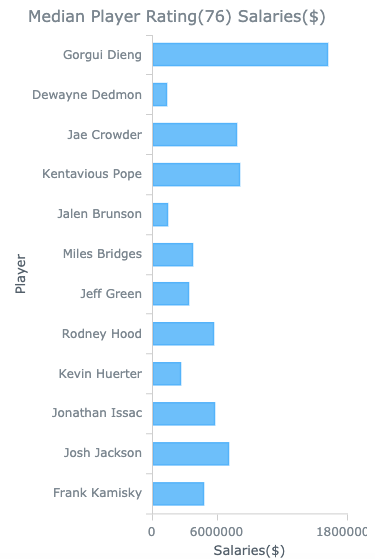 Median Player Rating(76) Salaries($)
Gorgui Dieng
Dewayne Dedmon
Jae Crowder
Kentavious Pope
Jalen Brunson
Miles Bridges
Jeff Green
Rodney Hood
Kevin Huerter
Jonathan Issac
Josh Jackson
Frank Kamisky
Player
0 6000000 1800000
Salaries($)